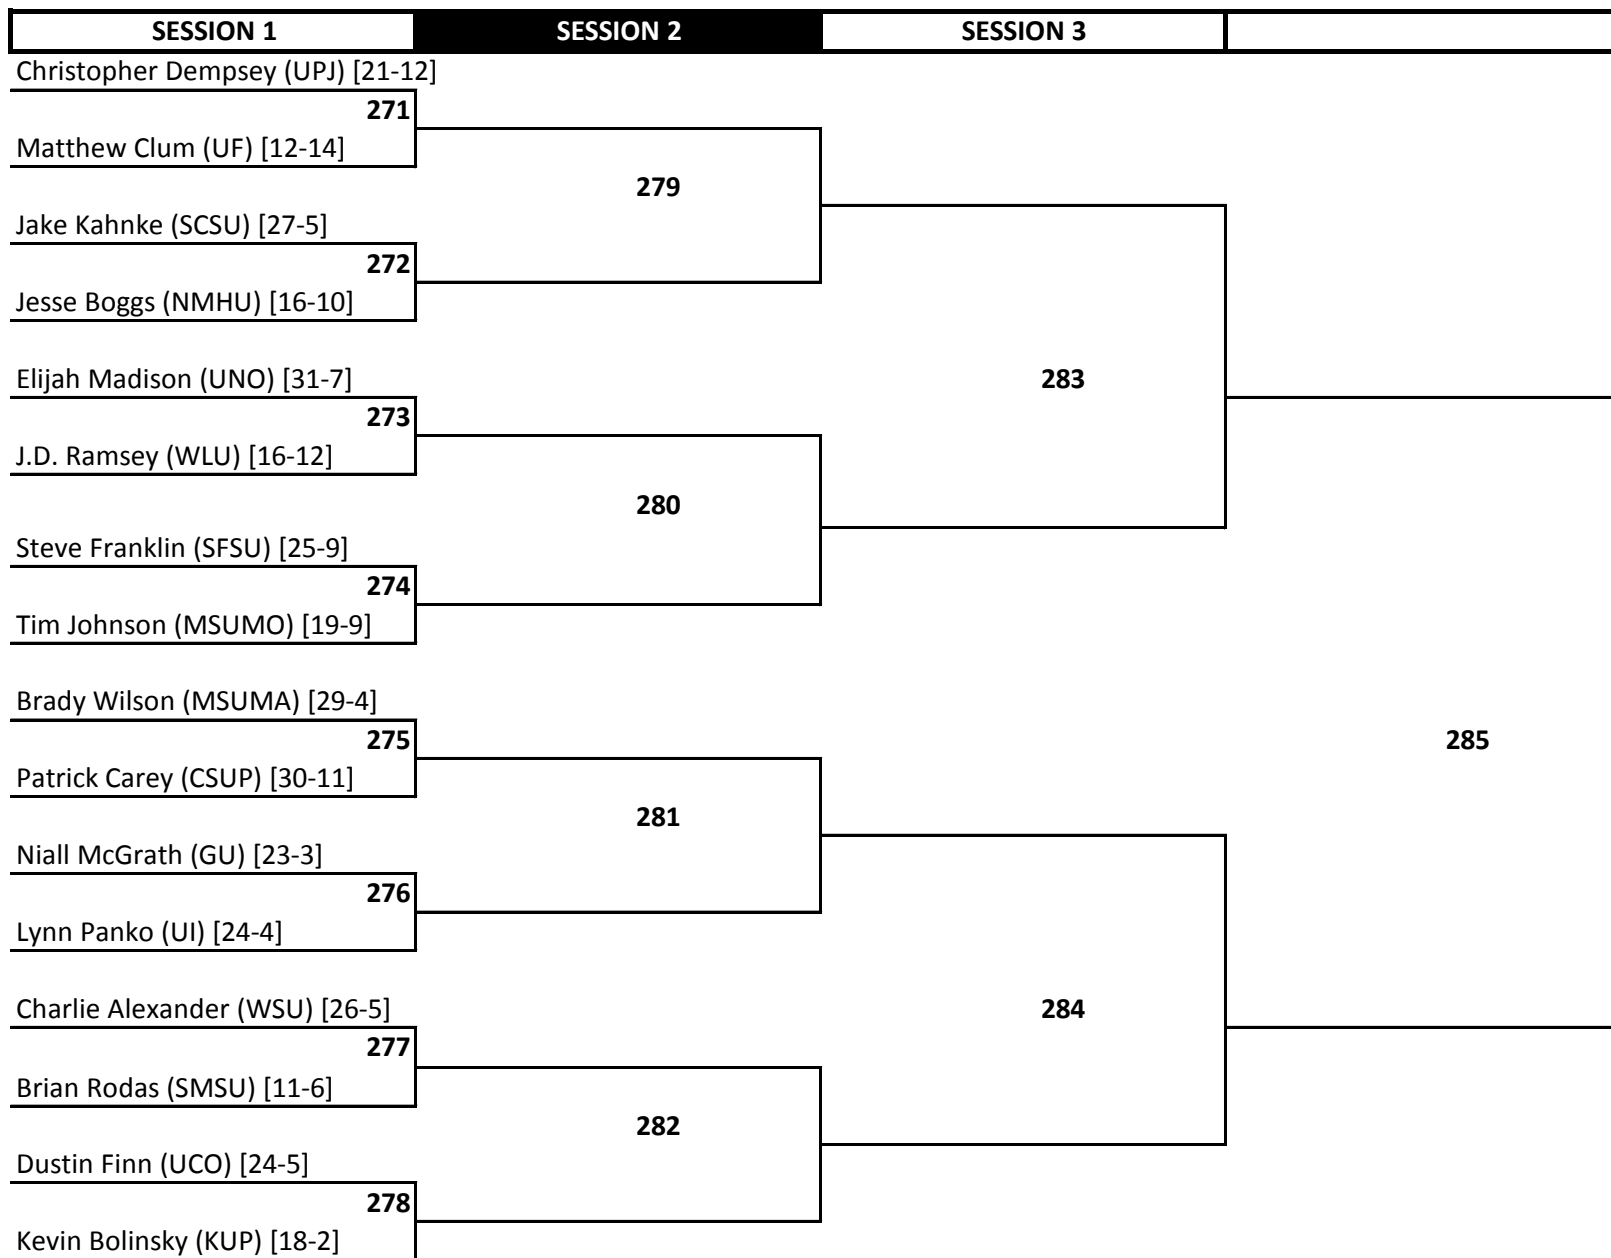 SESSION 1 SESSION 2 SESSION 3
Christopher Dempsey (UPJ) [21-12]
271
Matthew Clum (UF) [12-14]
279
Jake Kahnke (SCSU) [27-5]
272
Jesse Boggs (NMHU) [16-10]
Elijah Madison (UNO) [31-7] 283
273
J.D. Ramsey (WLU) [16-12]
280
Steve Franklin (SFSU) [25-9]
274
Tim Johnson (MSUMO) [19-9]
Brady Wilson (MSUMA) [29-4]
275 285
Patrick Carey (CSUP) [30-11]
281
Niall McGrath (GU) [23-3]
276
Lynn Panko (UI) [24-4]
Charlie Alexander (WSU) [26-5] 284
277
Brian Rodas (SMSU) [11-6]
282
Dustin Finn (UCO) [24-5]
278
Kevin Bolinsky (KUP) [18-2]